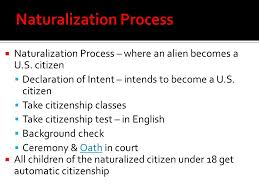 Naturalization Process
Naturalization Process – where an alien becomes a
U.S. citizen
Declaration of Intent – intends to become a U.S.
citizen
Take citizenship classes
Take citizenship test – in English
Background check
Ceremony & Oath in court
All children of the naturalized citizen under 18 get
automatic citizenship